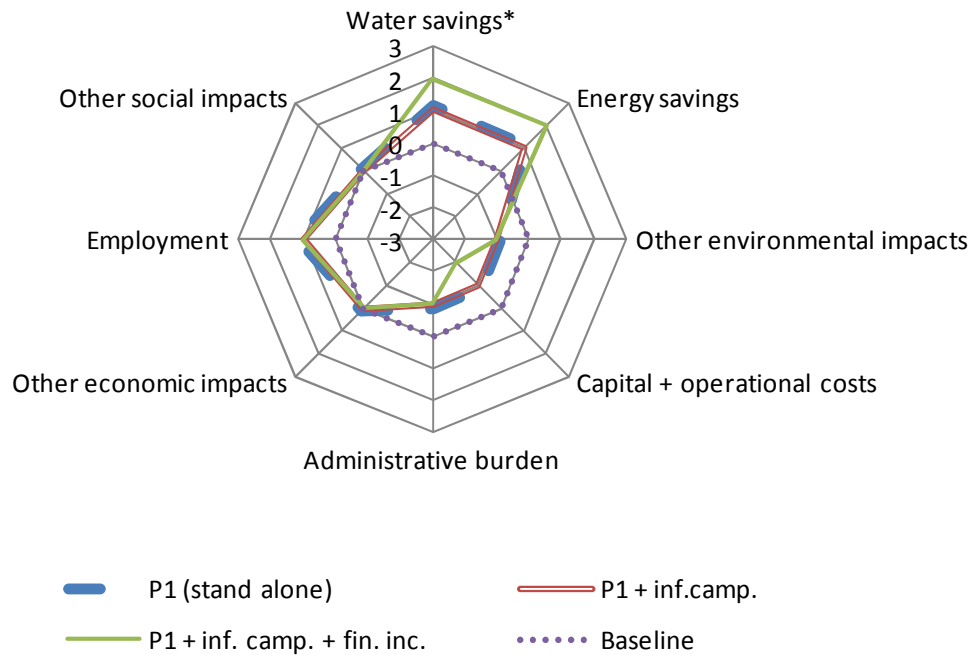 Water savings*
3
2
1
0
-1
-2
-3
Other social impacts
Energy savings
Employment
Other environmental impacts
Other economic impacts
Capital + operational costs
Administrative burden
P1 (stand alone)
P1 + inf.camp.
P1 + inf. camp. + fin. inc.
Baseline